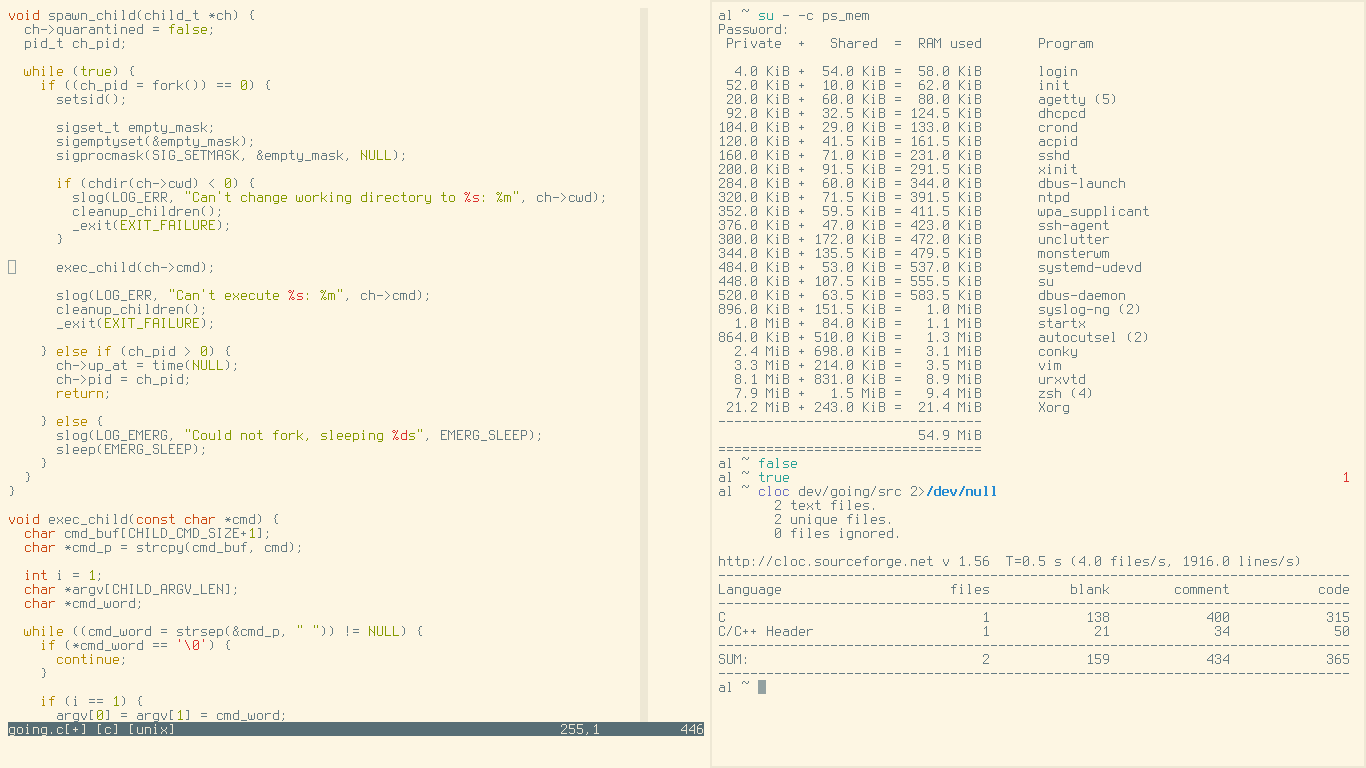 void spawn_child(child_t *ch) {
  ch->quarantined = false;
  pid_t ch_pid;

  while (true) {
    if ((ch_pid = fork()) == 0) {
      setsid();

      sigset_t empty_mask;
      sigemptyset(&empty_mask);
      sigprocmask(SIG_SETMASK, &empty_mask, NULL);

      if (chdir(ch->cwd) < 0) {
        slog(LOG_ERR, "Can't change working directory to %s: %m", ch->cwd);
        cleanup_children();
        _exit(EXIT_FAILURE);
      }

      exec_child(ch->cmd);

      slog(LOG_ERR, "Can't execute %s: %m", ch->cmd);
      cleanup_children();
      _exit(EXIT_FAILURE);

    } else if (ch_pid > 0) {
      ch->up_at = time(NULL);
      ch->pid = ch_pid;
      return;

    } else {
      slog(LOG_EMERG, "Could not fork, sleeping %ds", EMERG_SLEEP);
      sleep(EMERG_SLEEP);
    }
  }
}

void exec_child(const char *cmd) {
  char cmd_buf[CHILD_CMD_SIZE+1];
  char *cmd_p = strcpy(cmd_buf, cmd);

  int i = 1;
  char *argv[CHILD_ARGV_LEN];
  char *cmd_word;

  while ((cmd_word = strsep(&cmd_p, " ")) != NULL) {
    if (*cmd_word == '\0') {
      continue;
    }

    if (i == 1) {
      argv[0] = argv[1] = cmd_word;
going.c[+] [c] [unix] 255,1 446
al ~ su - -c ps_mem
Password:
 Private  +   Shared  =  RAM used       Program

  4.0 KiB +  54.0 KiB =  58.0 KiB       login
 52.0 KiB +  10.0 KiB =  62.0 KiB       init
 20.0 KiB +  60.0 KiB =  80.0 KiB       agetty (5)
 92.0 KiB +  32.5 KiB = 124.5 KiB       dhcpcd
104.0 KiB +  29.0 KiB = 133.0 KiB       crond
120.0 KiB +  41.5 KiB = 161.5 KiB       acpid
160.0 KiB +  71.0 KiB = 231.0 KiB       sshd
200.0 KiB +  91.5 KiB = 291.5 KiB       xinit
284.0 KiB +  60.0 KiB = 344.0 KiB       dbus-launch
320.0 KiB +  71.5 KiB = 391.5 KiB       ntpd
352.0 KiB +  59.5 KiB = 411.5 KiB       wpa_supplicant
376.0 KiB +  47.0 KiB = 423.0 KiB       ssh-agent
300.0 KiB + 172.0 KiB = 472.0 KiB       unclutter
344.0 KiB + 135.5 KiB = 479.5 KiB       monsterwm
484.0 KiB +  53.0 KiB = 537.0 KiB       systemd-udevd
448.0 KiB + 107.5 KiB = 555.5 KiB       su
520.0 KiB +  63.5 KiB = 583.5 KiB       dbus-daemon
896.0 KiB + 151.5 KiB =   1.0 MiB       syslog-ng (2)
  1.0 MiB +  84.0 KiB =   1.1 MiB       startx
864.0 KiB + 510.0 KiB =   1.3 MiB       autocutsel (2)
  2.4 MiB + 698.0 KiB =   3.1 MiB       conky
  3.3 MiB + 214.0 KiB =   3.5 MiB       vim
  8.1 MiB + 831.0 KiB =   8.9 MiB       urxvtd
  7.9 MiB +   1.5 MiB =   9.4 MiB       zsh (4)
 21.2 MiB + 243.0 KiB =  21.4 MiB       Xorg
---------------------------------
                         54.9 MiB
=================================
al ~ false
al ~ true 1
al ~ cloc dev/going/src 2>/dev/null
       2 text files.
       2 unique files.
       0 files ignored.

http://cloc.sourceforge.net v 1.56  T=0.5 s (4.0 files/s, 1916.0 lines/s)
-------------------------------------------------------------------------------
Language                     files          blank        comment           code
-------------------------------------------------------------------------------
C                                1            138            400            315
C/C++ Header                     1             21             34             50
-------------------------------------------------------------------------------
SUM:                             2            159            434            365
-------------------------------------------------------------------------------
al ~